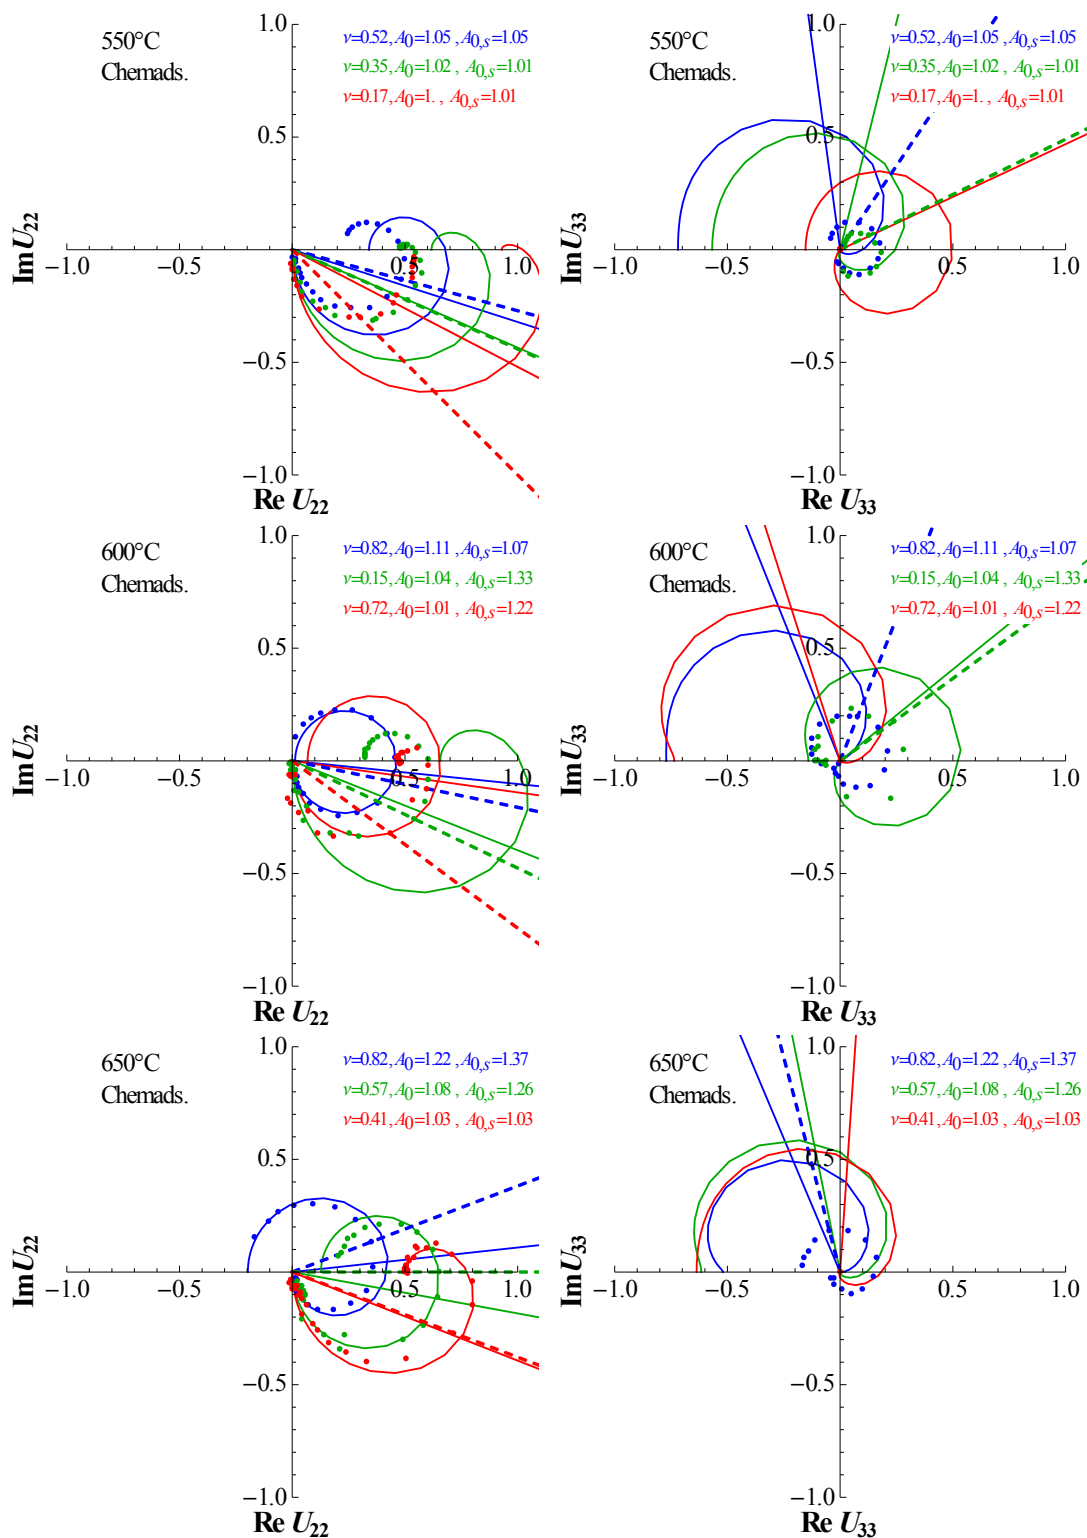 550°C
Chemads.
ν=0.52, A0=1.05 , A0,s=1.05
ν=0.35, A0=1.02 , A0,s=1.01
ν=0.17, A0=1. , A0,s=1.01
1.0
0.5
−0.5
−1.0
−1.0
−0.5
0.5
1.0
Im U22
Re U22
550°C
Chemads.
ν=0.52, A0=1.05 , A0,s=1.05
ν=0.35, A0=1.02 , A0,s=1.01
ν=0.17, A0=1. , A0,s=1.01
1.0
0.5
−0.5
−1.0
−1.0
−0.5
0.5
1.0
Im U33
Re U33
600°C
Chemads.
ν=0.82, A0=1.11 , A0,s=1.07
ν=0.15, A0=1.04 , A0,s=1.33
ν=0.72, A0=1.01 , A0,s=1.22
1.0
0.5
−0.5
−1.0
−1.0
−0.5
0.5
1.0
Im U22
Re U22
600°C
Chemads.
ν=0.82, A0=1.11 , A0,s=1.07
ν=0.15, A0=1.04 , A0,s=1.33
ν=0.72, A0=1.01 , A0,s=1.22
1.0
0.5
−0.5
−1.0
−1.0
−0.5
0.5
1.0
Im U33
Re U33
650°C
Chemads.
ν=0.82, A0=1.22 , A0,s=1.37
ν=0.57, A0=1.08 , A0,s=1.26
ν=0.41, A0=1.03 , A0,s=1.03
1.0
0.5
−0.5
−1.0
−1.0
−0.5
0.5
1.0
Im U22
Re U22
650°C
Chemads.
ν=0.82, A0=1.22 , A0,s=1.37
ν=0.57, A0=1.08 , A0,s=1.26
ν=0.41, A0=1.03 , A0,s=1.03
1.0
0.5
−0.5
−1.0
−1.0
−0.5
0.5
1.0
Im U33
Re U33